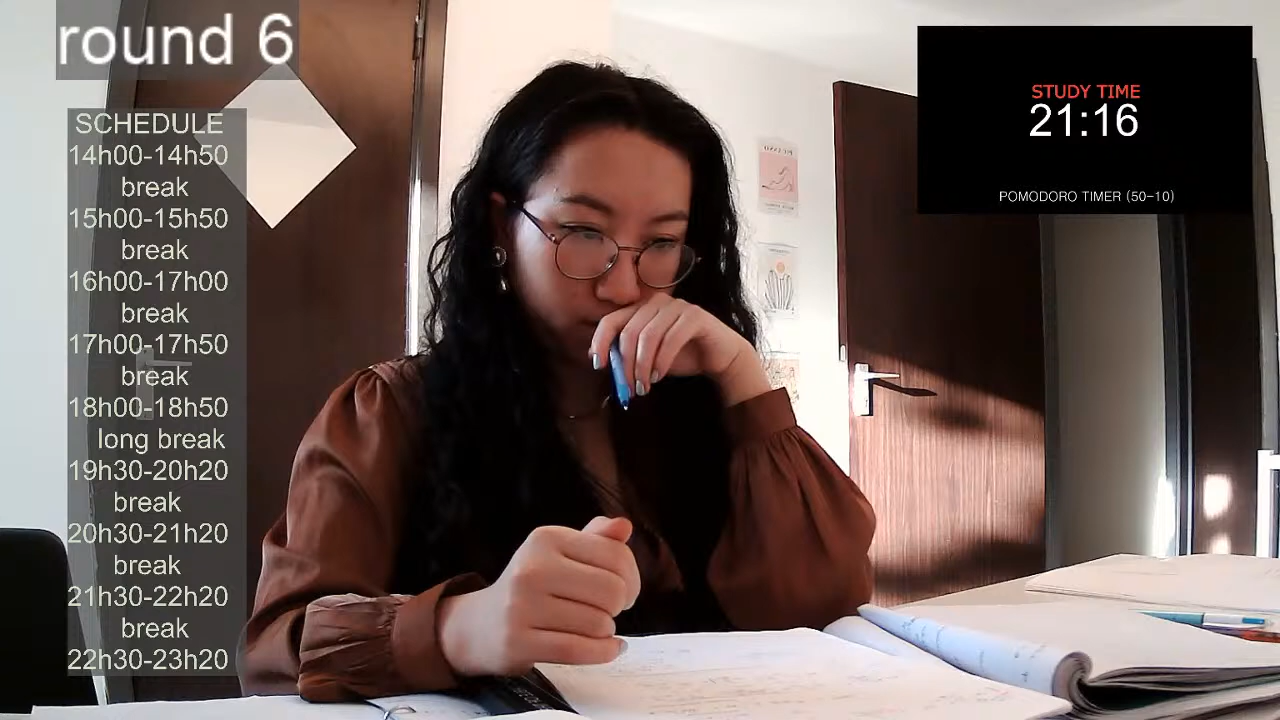 round 6
SCHEDULE
14h00-14h50
break
15h00-15h50
break
16h00-17h00
break
17h00-17h50
break
18h00-18h50
long break
19h30-20h20
break
20h30-21h20
break
21h30-22h20
break
22h30-23h20
STUDY TIME
21:16
POMODORO TIMER (50-10)